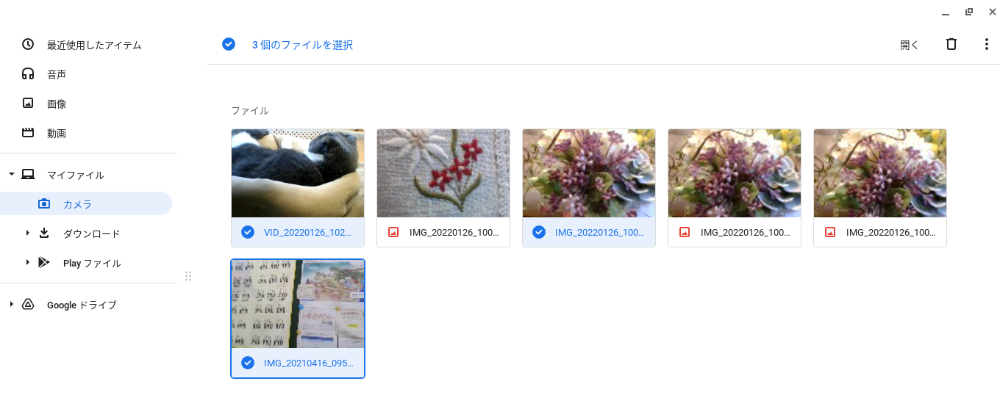 最近使用したアイテム
音声
画像
動画
マイファイル
カメラ
ダウンロード
Play ファイル
Google ドライブ
3 個のファイルを選択
開く
ファイル
VID_20220126_102...
IMG_20220126_100...
IMG_20220126_100...
IMG_20220126_100...
IMG_20220126_100...
IMG_20210416_095...